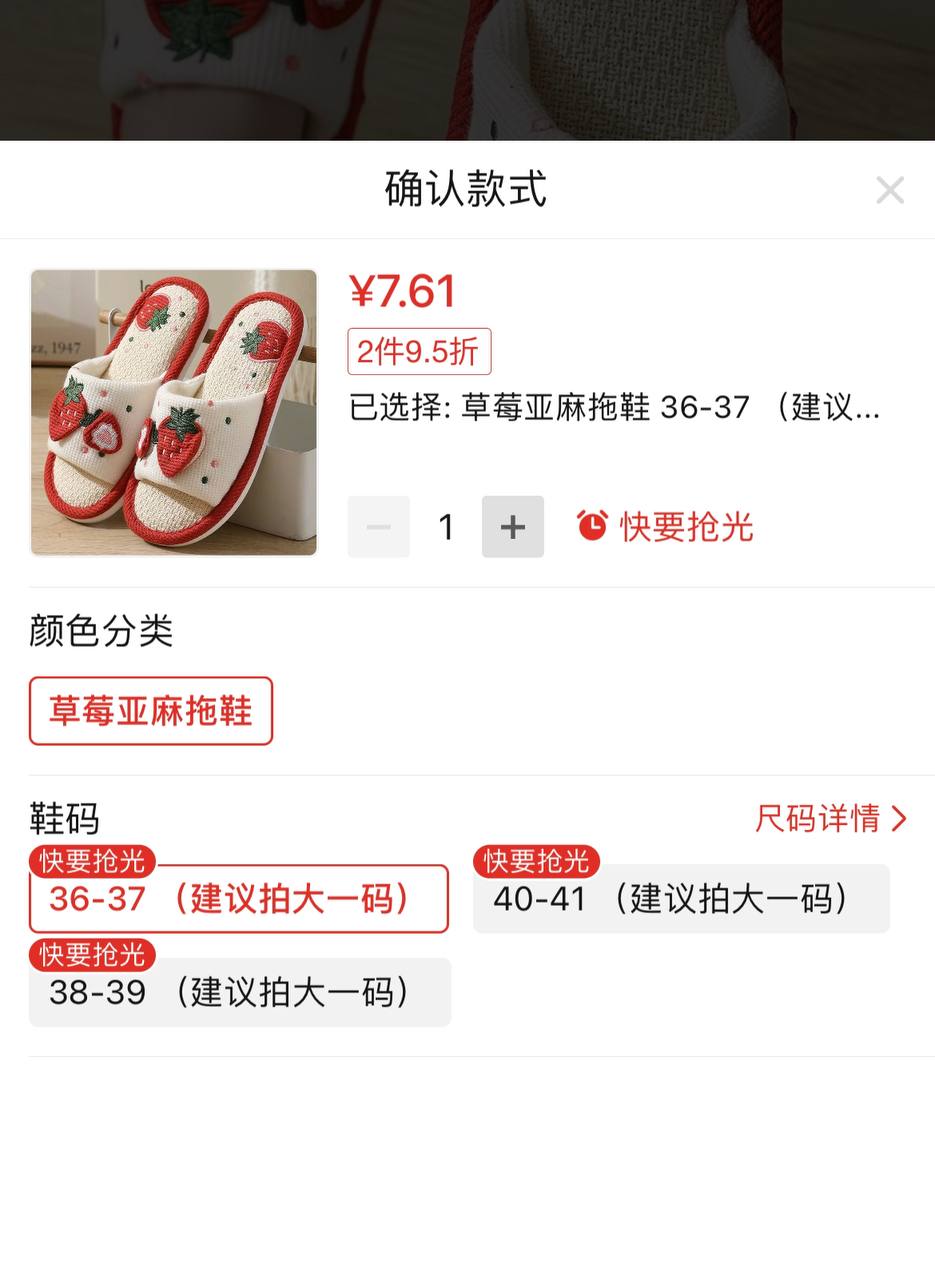 确认款式
¥7.61
2件9.5折
已选择: 草莓亚麻拖鞋 36-37 （建议...
1
快要抢光
颜色分类
草莓亚麻拖鞋
鞋码
尺码详情
快要抢光
36-37 （建议拍大一码）
快要抢光
40-41 （建议拍大一码）
快要抢光
38-39 （建议拍大一码）